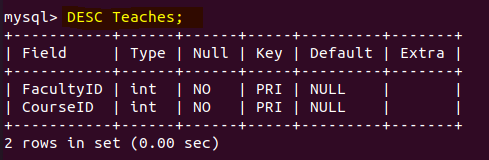 mysql> DESC Teaches;
+-----------+------+------+-----+---------+-------+
| Field     | Type | Null | Key | Default | Extra |
+-----------+------+------+-----+---------+-------+
| FacultyID | int  | NO   | PRI | NULL    |       |
| CourseID  | int  | NO   | PRI | NULL    |       |
+-----------+------+------+-----+---------+-------+
2 rows in set (0.00 sec)